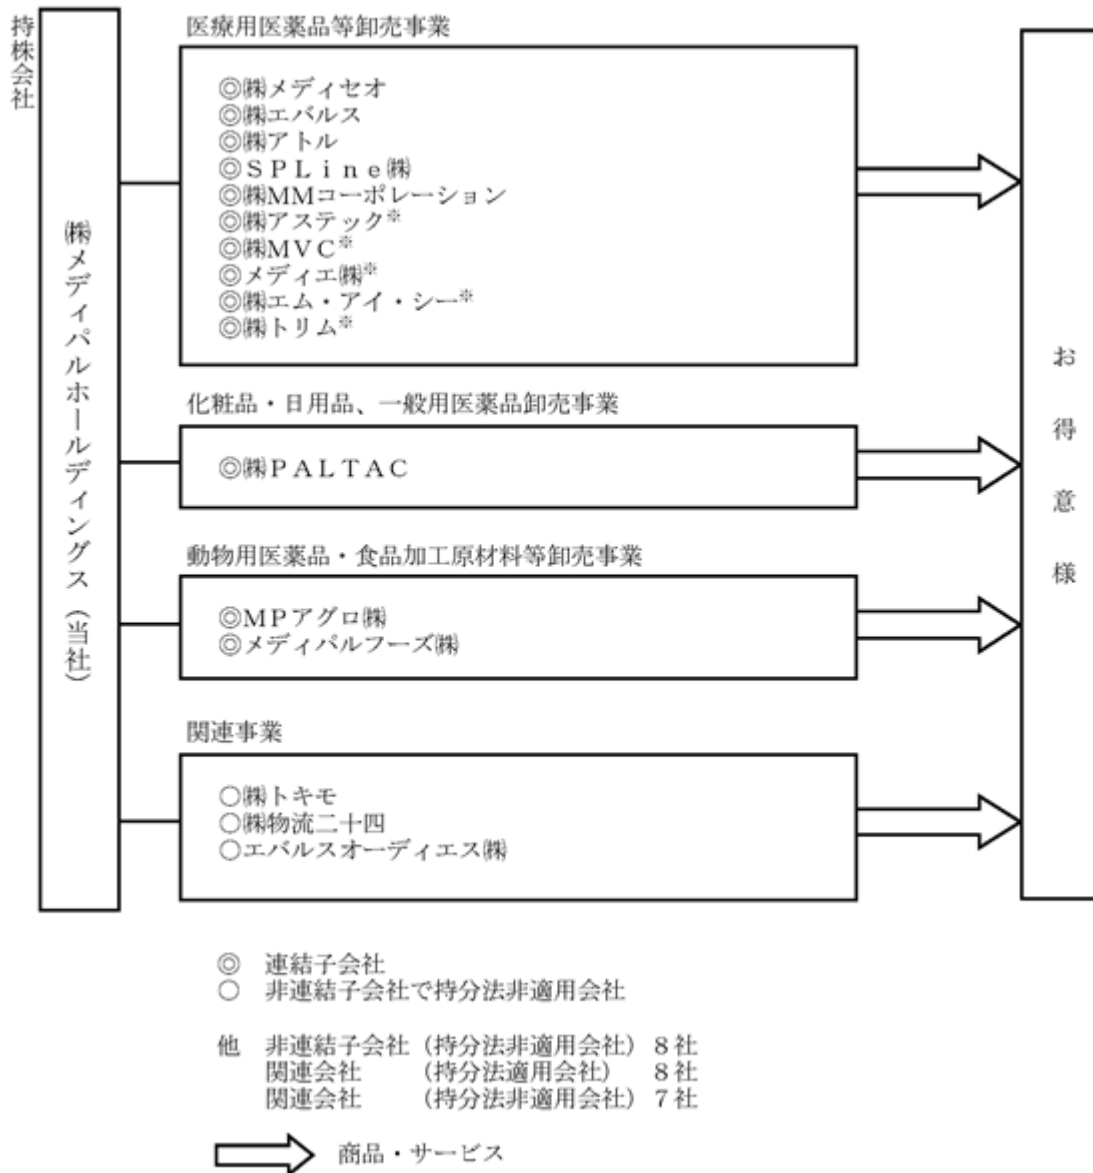 持株会社
㈱メディパルホールディングス（当社）
医療用医薬品等卸売事業
◎㈱メディセオ
◎㈱エバルス
◎㈱アトル
◎ＳＰＬｉｎｅ㈱
◎㈱MMコーポレーション
◎㈱アステック※
◎㈱ＭＶＣ※
◎メディエ㈱※
◎㈱エム・アイ・シー※
◎㈱トリム※
化粧品・日用品、一般用医薬品卸売事業
◎㈱ＰＡＬＴＡＣ
動物用医薬品・食品加工原材料等卸売事業
◎ＭＰアグロ㈱
◎メディパルフーズ㈱
関連事業
○㈱トキモ
○㈱物流二十四
○エバルスオーディエス㈱
お得意様
◎　連結子会社
○　非連結子会社で持分法非適用会社
他　非連結子会社（持分法非適用会社）８社
関連会社　　（持分法適用会社）　８社
関連会社　　（持分法非適用会社）７社
商品・サービス